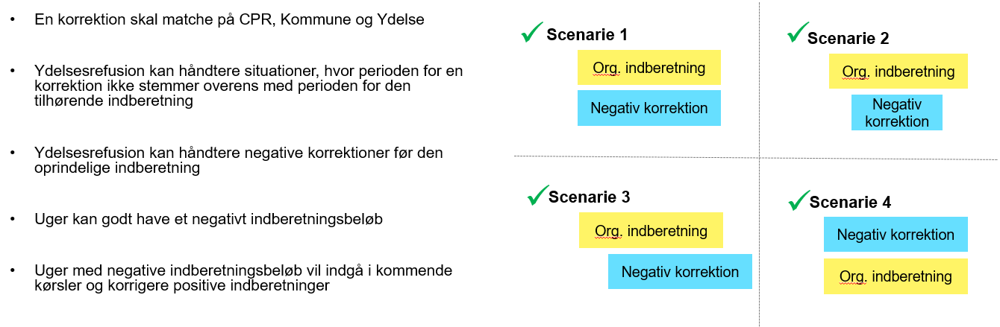 • En korrektion skal matche på CPR, Kommune og Ydelse
• Ydelsesrefusion kan håndtere situationer, hvor perioden for en
korrektion ikke stemmer overens med perioden for den
tilhørende indberetning
• Ydelsesrefusion kan håndtere negative korrektioner før den
oprindelige indberetning
• Uger kan godt have et negativt indberetningsbeløb
• Uger med negative indberetningsbeløb vil indgå i kommende
kørsler og korrigere positive indberetninger
Scenarie 1
Org. indberetning
Negativ korrektion
Scenarie 2
Org. indberetning
Negativ
korrektion
Scenarie 3
Org. indberetning
Negativ korrektion
Scenarie 4
Negativ korrektion
Org. indberetning